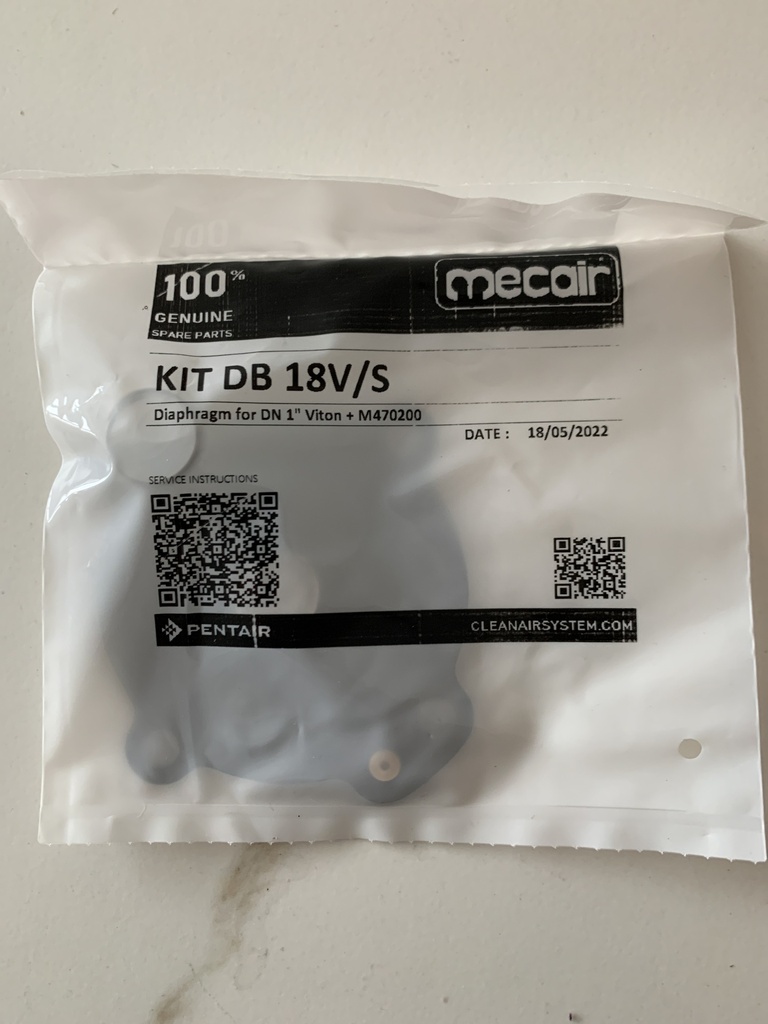 100%
mecair
GENUINE
SPARE PARTS
KIT DB 18V/S
Diaphragm for DN 1" Viton + M470200
DATE : 18/05/2022
SERVICE INSTRUCTIONS
PENTAIR
CLEANAIRSYSTEM.COM